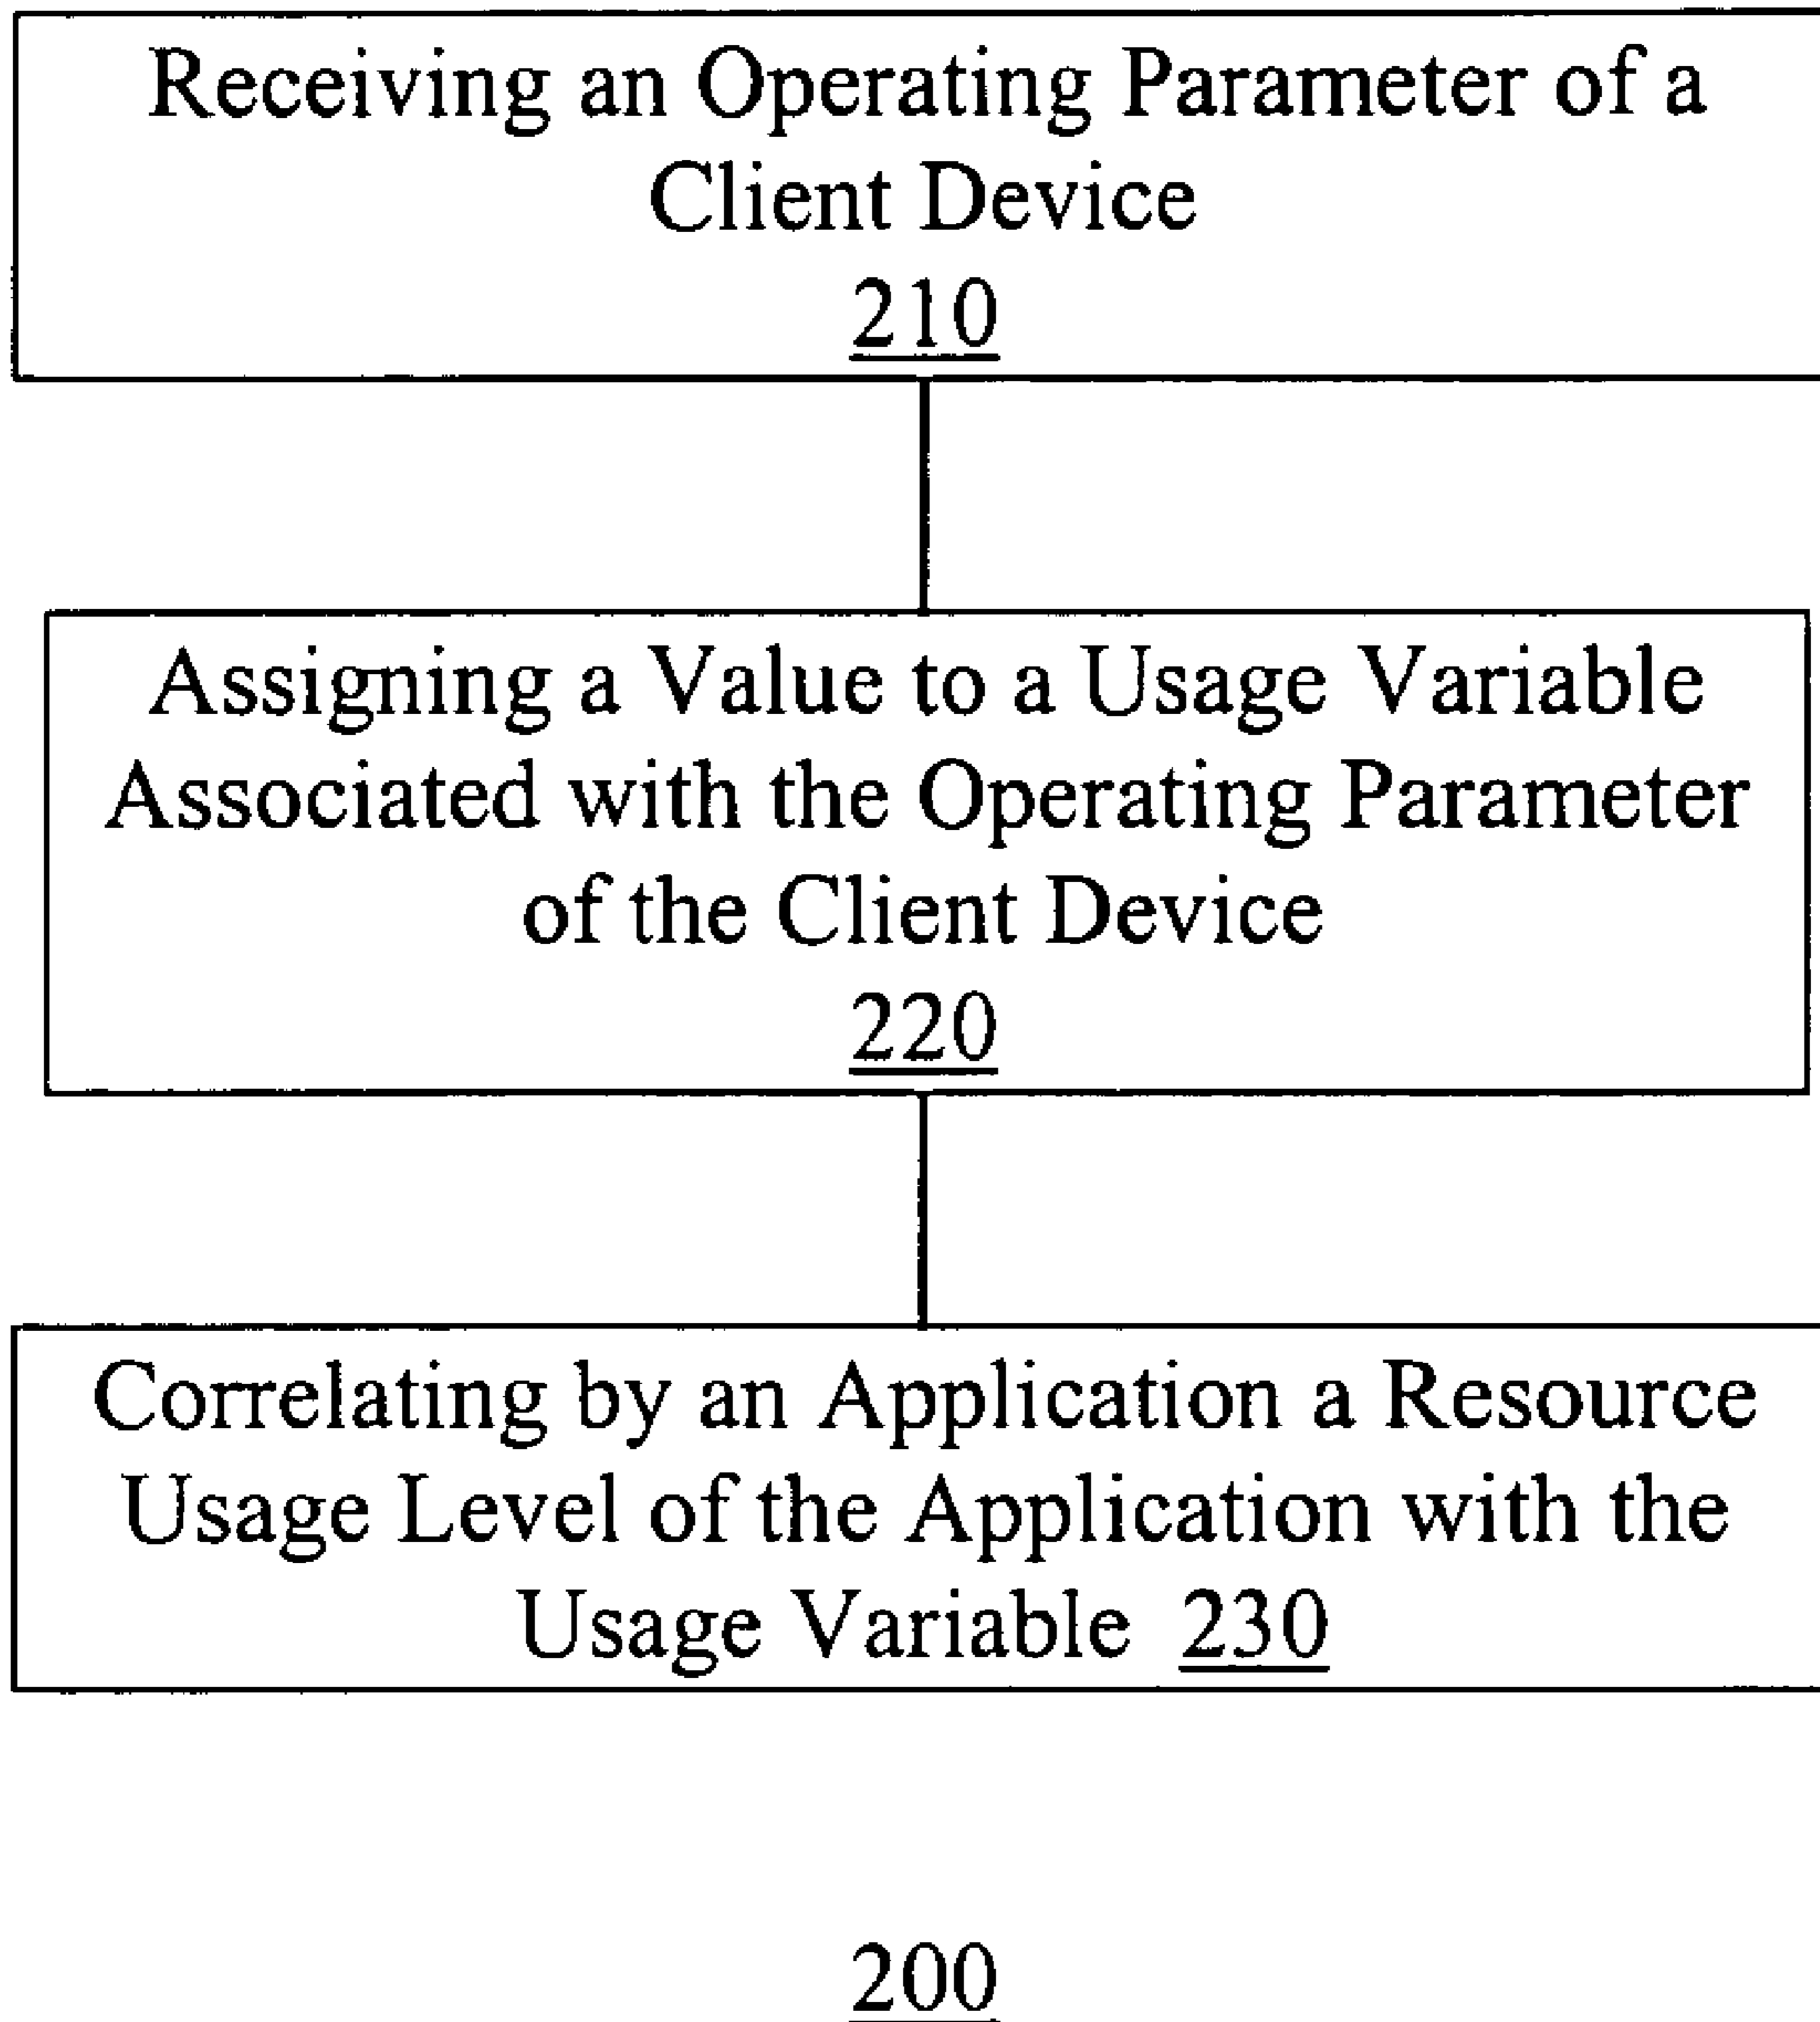 Receiving an Operating Parameter of a
Client Device
210
Assigning a Value to a Usage Variable
Associated with the Operating Parameter
of the Client Device
220
Correlating by an Application a Resource
Usage Level of the Application with the
Usage Variable 230
200